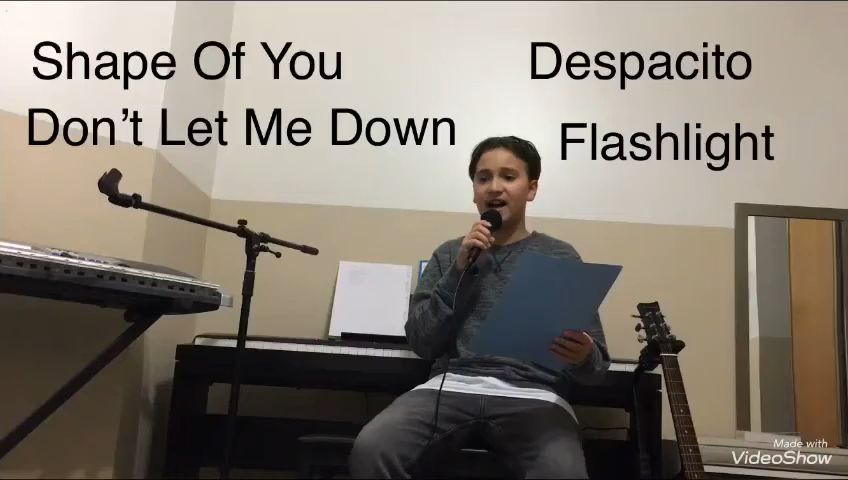 Shape Of You
Don't Let Me Down
Despacito
Flashlight
Made with
VideoShow